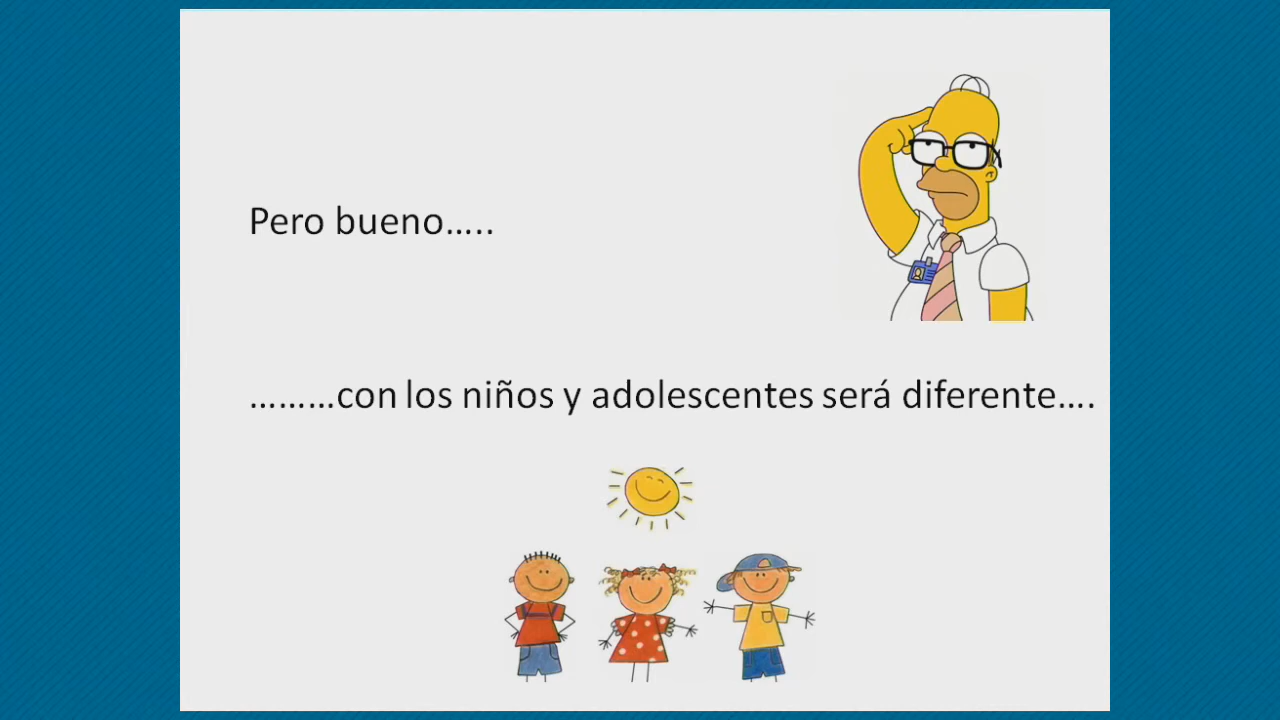 Pero bueno…..
………con los niños y adolescentes será diferente….